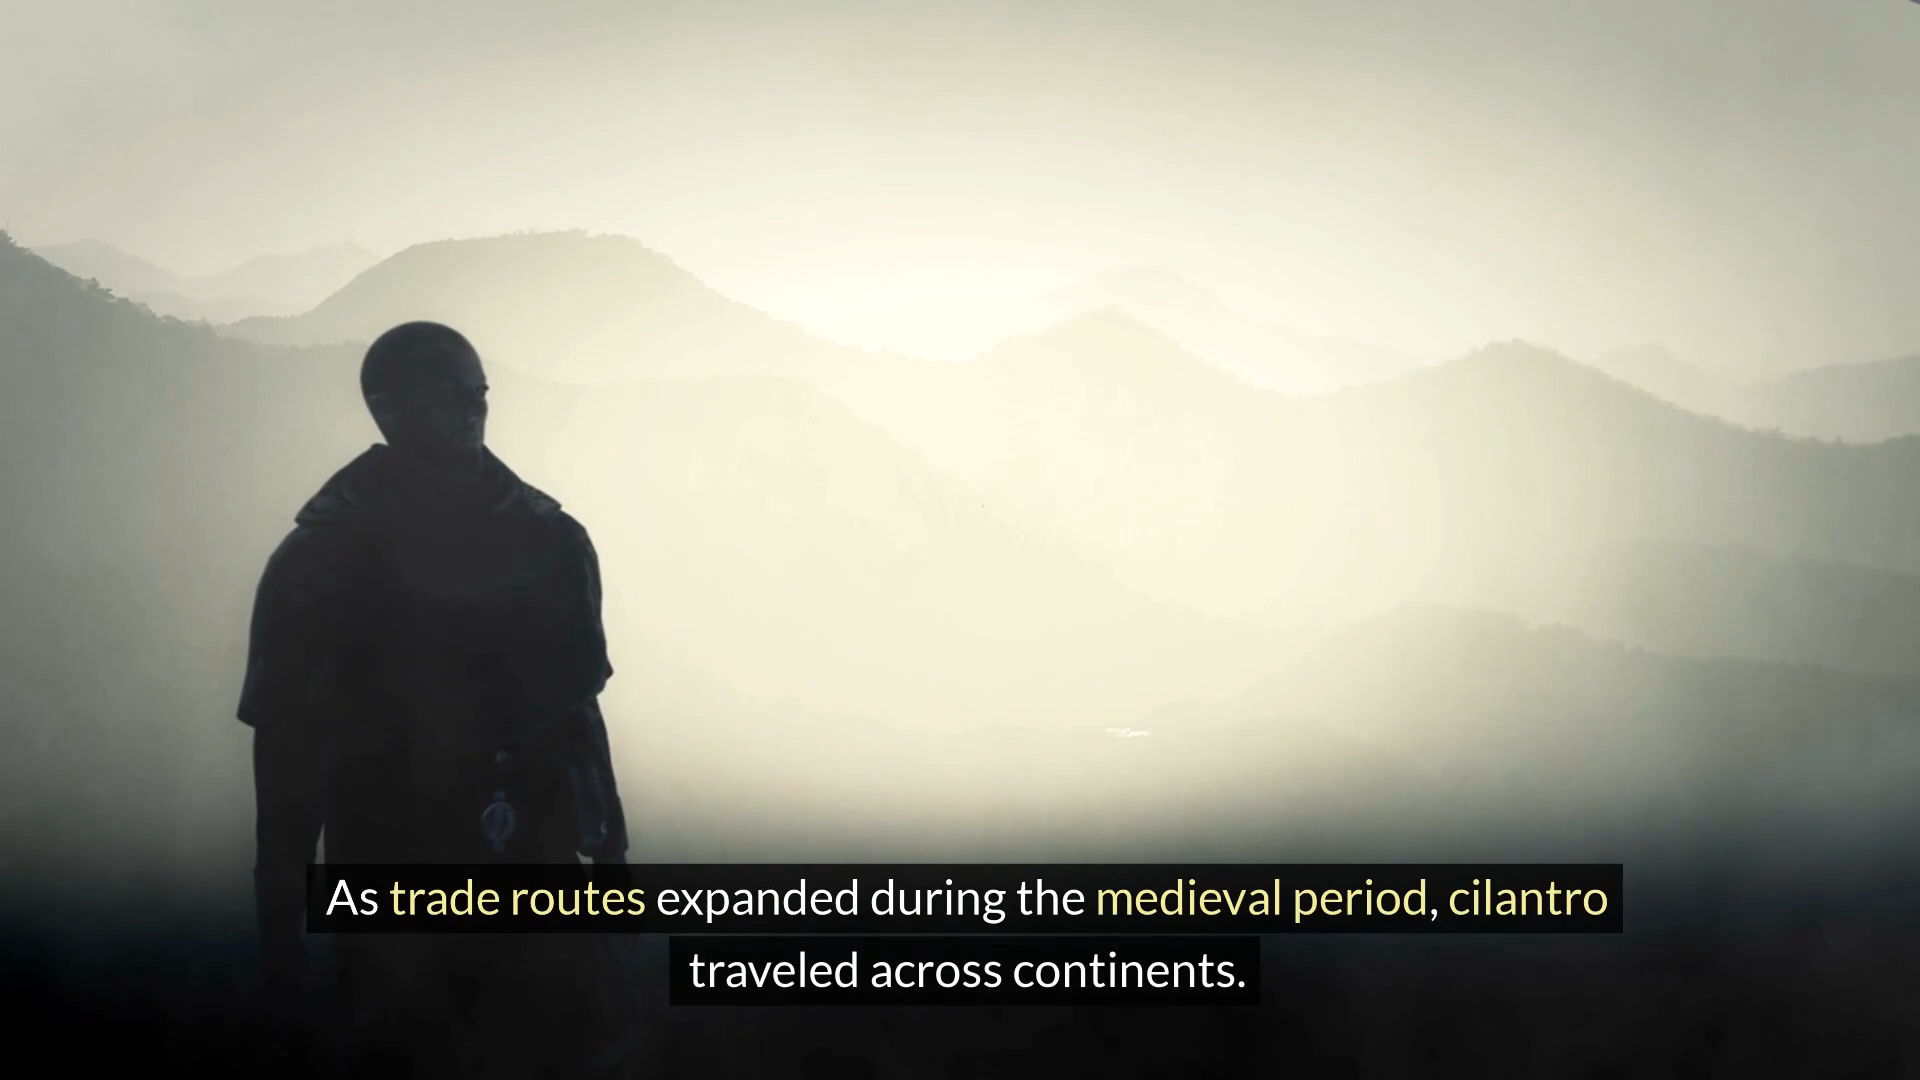 As trade routes expanded during the medieval period, cilantro
traveled across continents.